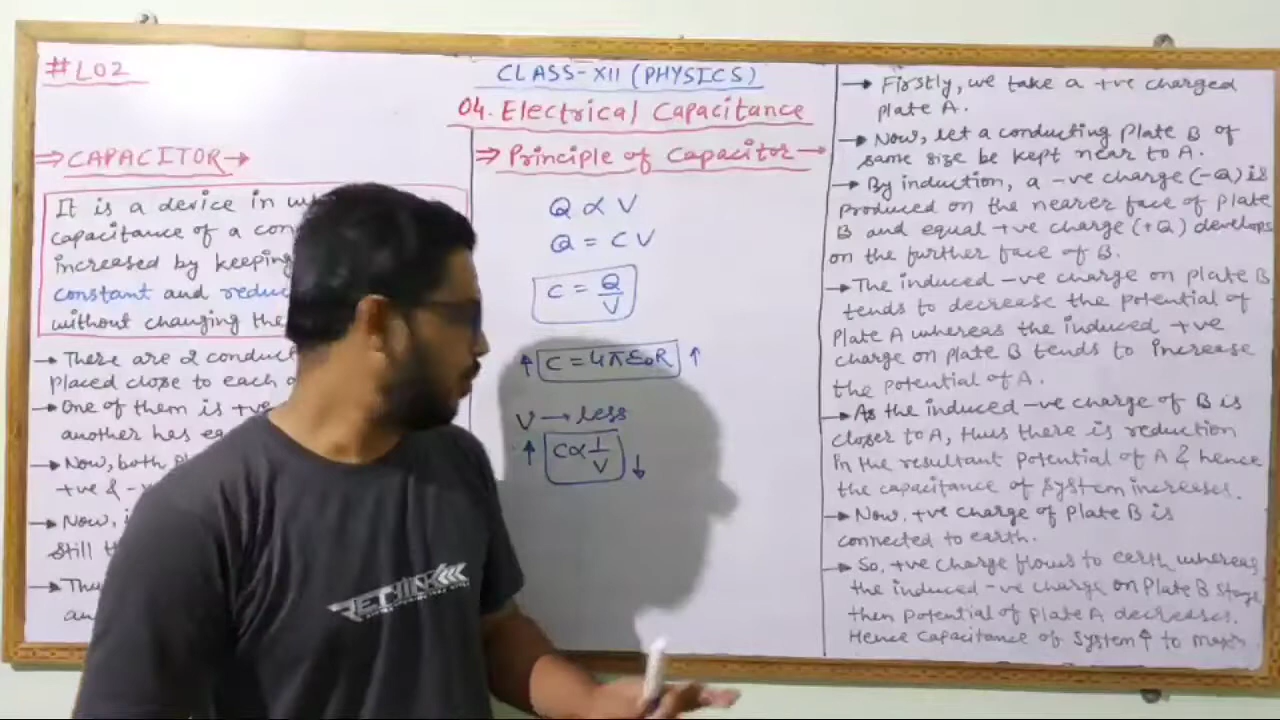 #L02
CLASS-XII (PHYSICS)
04. Electrical Capacitance
⇒ CAPACITOR →
It is a device in
capacitance of a
increased by keeping
constant and
without changing the
→ There are 2
placed close to each
→ One of them is +ve
another has
→ Now, both
+ve &
→ Now,
still
→
⇒ Principle of Capacitor →
Q ∝ V
Q = CV
C = Q/V
↑ C = 4πε₀R ↑
V → less
↑ C ∝ 1/V ↓
→ Firstly, we take a +ve charged
plate A.
→ Now, let a conducting Plate B of
same size be kept near to A.
→ By induction, a -ve charge (-Q) is
Produced on the nearer face of Plate
B and equal +ve charge (+Q) develops
on the further face of B.
→ The induced -ve charge on plate B
tends to decrease the potential of
Plate A whereas the induced +ve
charge on Plate B tends to increase
the potential of A.
→ As the induced -ve charge of B is
closer to A, thus there is reduction
in the resultant potential of A & hence
the capacitance of system increases.
→ Now, +ve charge of Plate B is
connected to earth.
→ So, +ve charge flows to earth whereas
the induced -ve charge on Plate B stays
then potential of Plate A decreases.
Hence Capacitance of System ↑ to